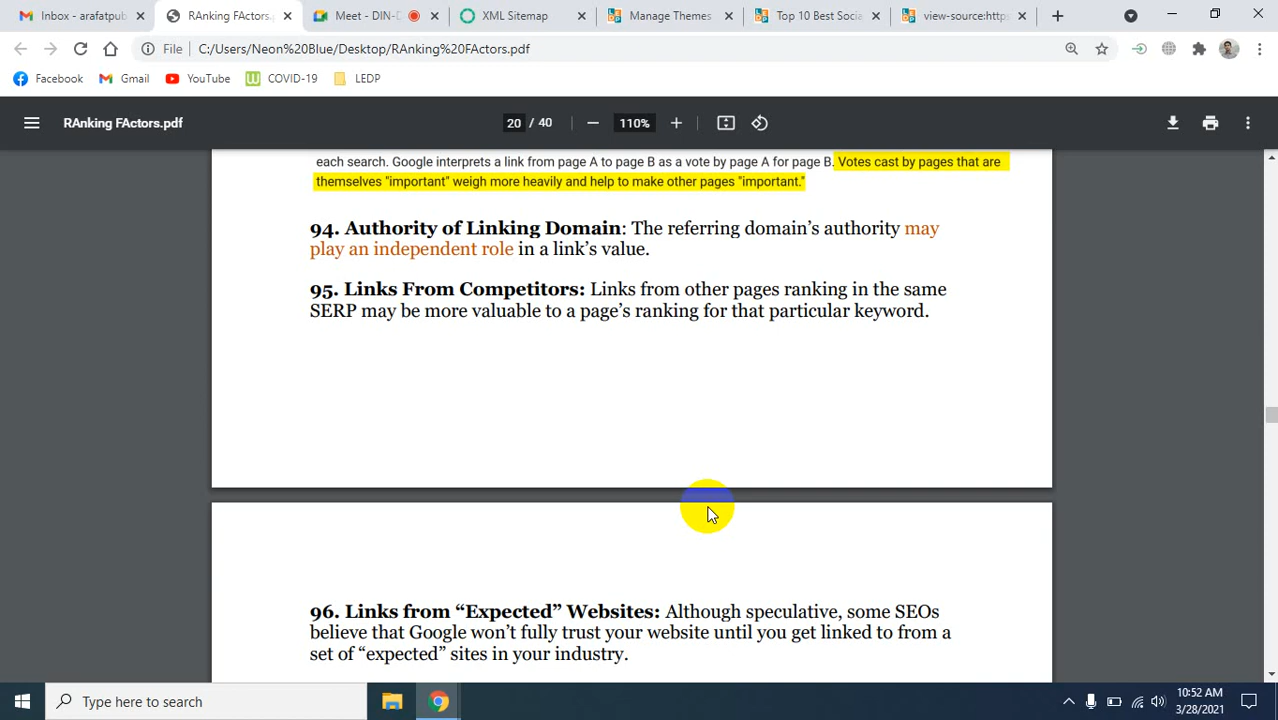 Inbox - arafatpub
RAnking FActors.
Meet - DIN-D
XML Sitemap
Manage Themes
Top 10 Best Socia
view-source:https
File
C:/Users/Neon%20Blue/Desktop/RAnking%20FActors.pdf
Facebook
Gmail
YouTube
COVID-19
LEDP
RAnking FActors.pdf
20 / 40
110%
each search. Google interprets a link from page A to page B as a vote by page A for page B. Votes cast by pages that are
themselves "important" weigh more heavily and help to make other pages "important."
94. Authority of Linking Domain: The referring domain’s authority may
play an independent role in a link’s value.
95. Links From Competitors: Links from other pages ranking in the same
SERP may be more valuable to a page’s ranking for that particular keyword.
96. Links from “Expected” Websites: Although speculative, some SEOs
believe that Google won’t fully trust your website until you get linked to from a
set of “expected” sites in your industry.
Type here to search
10:52 AM
3/28/2021